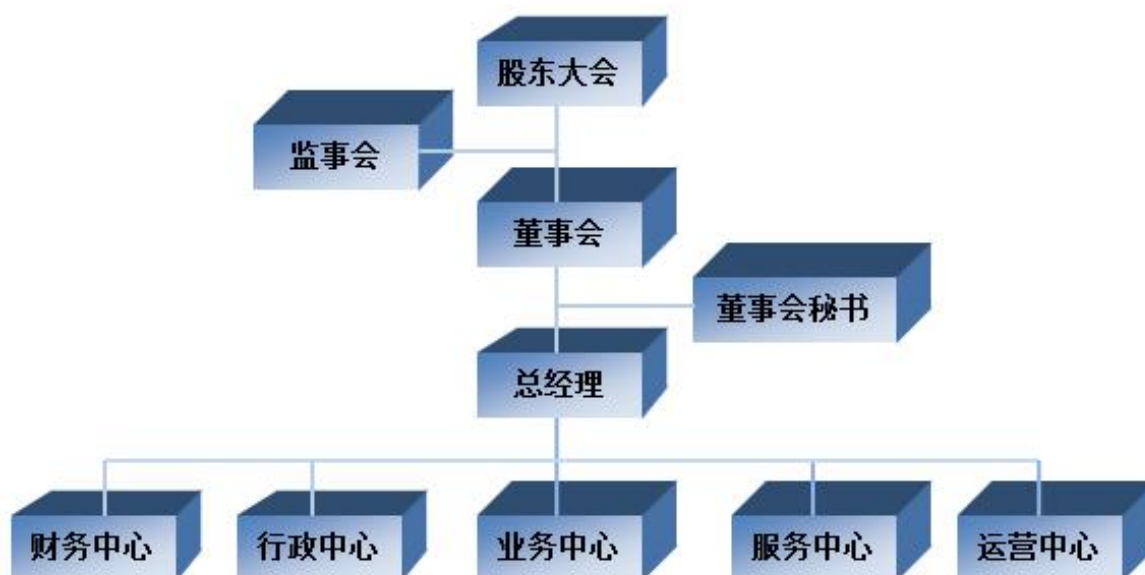 股东大会
监事会
董事会
董事会秘书
总经理
财务中心
行政中心
业务中心
服务中心
运营中心